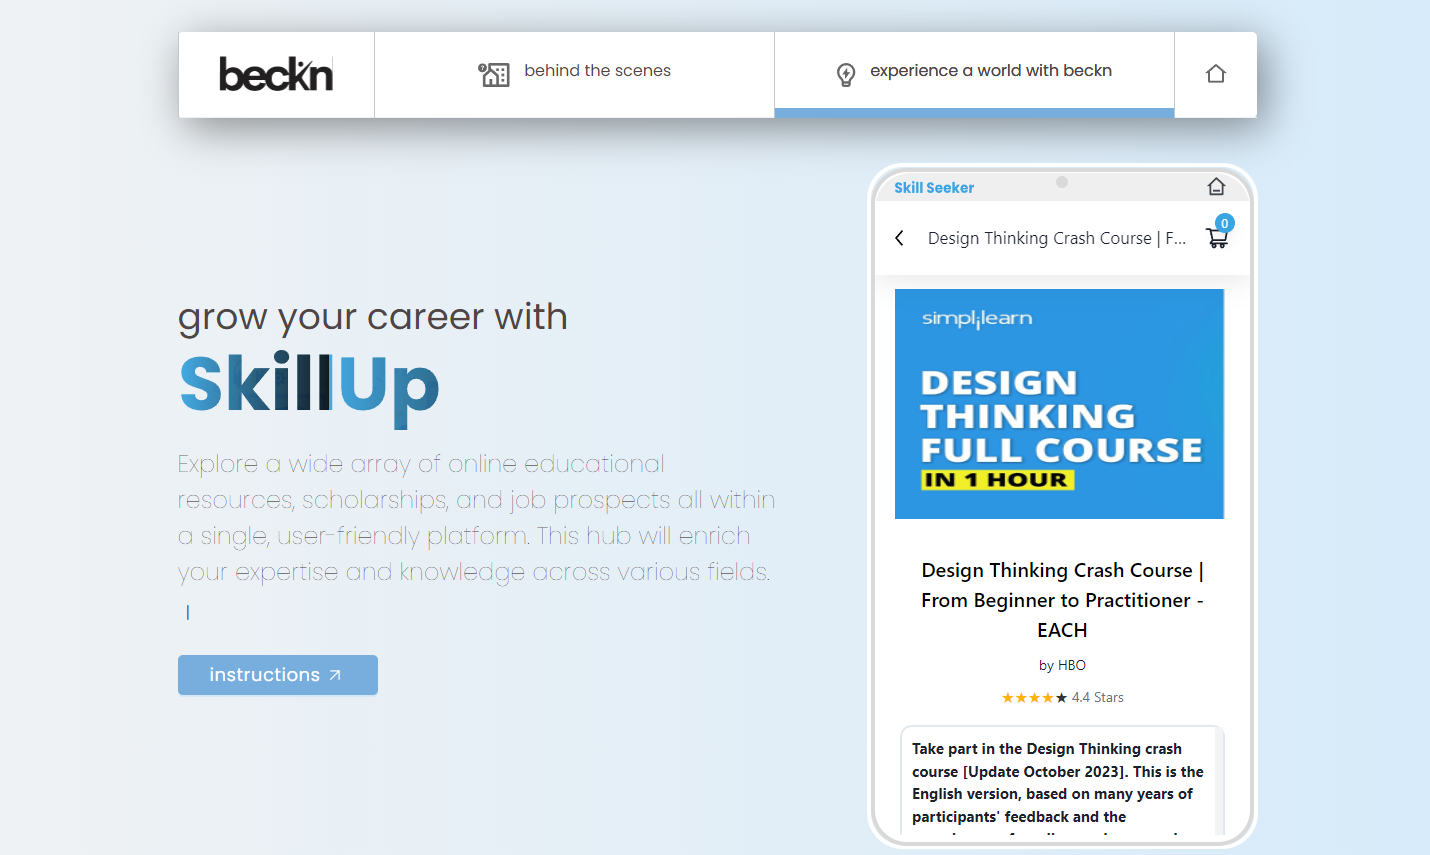 beckn
behind the scenes
experience a world with beckn
grow your career with
SkillUp
Explore a wide array of online educational
resources, scholarships, and job prospects all within
a single, user-friendly platform. This hub will enrich
your expertise and knowledge across various fields.
|
instructions
Skill Seeker
Design Thinking Crash Course | F...
0
simplilearn
DESIGN
THINKING
FULL COURSE
IN 1 HOUR
Design Thinking Crash Course |
From Beginner to Practitioner -
EACH
by HBO
★★★★★ 4.4 Stars
Take part in the Design Thinking crash
course [Update October 2023]. This is the
English version, based on many years of
participants' feedback and the